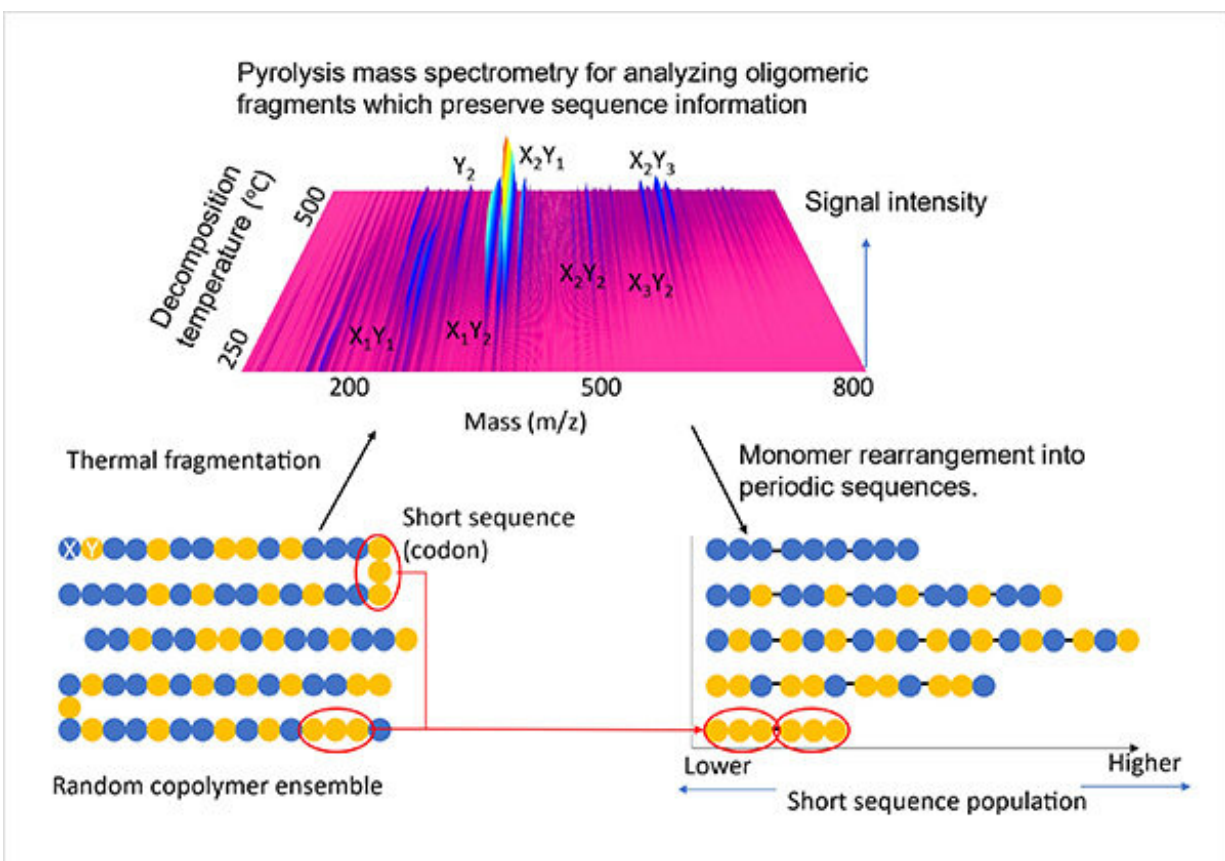 Pyrolysis mass spectrometry for analyzing oligomeric
fragments which preserve sequence information
Y₂
X₂Y₁
X₂Y₃
Signal intensity
Decomposition
temperature (°C)
500
250
X₁Y₁
X₁Y₂
X₂Y₂
X₃Y₂
200
500
800
Mass (m/z)
Thermal fragmentation
Monomer rearrangement into
periodic sequences.
Short sequence
(codon)
X Y
Random copolymer ensemble
Lower
Higher
Short sequence population